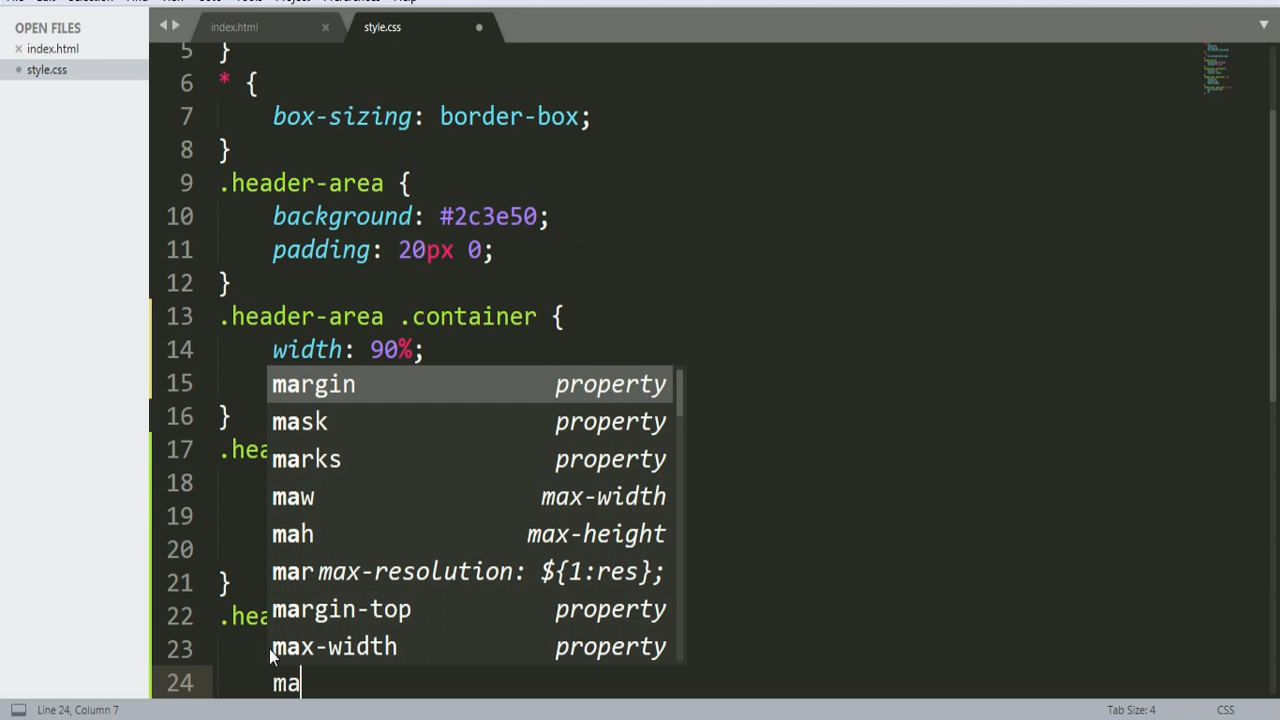 OPEN FILES
index.html
style.css
index.html
style.css
5 }
6 * {
7 box-sizing: border-box;
8 }
9 .header-area {
10 background: #2c3e50;
11 padding: 20px 0;
12 }
13 .header-area .container {
14 width: 90%;
15
margin property
mask property
marks property
maw max-width
mah max-height
mar max-resolution: ${1:res};
margin-top property
max-width property
16 }
17 .hea
18
19
20
21 }
22 .hea
23
24 ma
Line 24, Column 7
Tab Size: 4
CSS